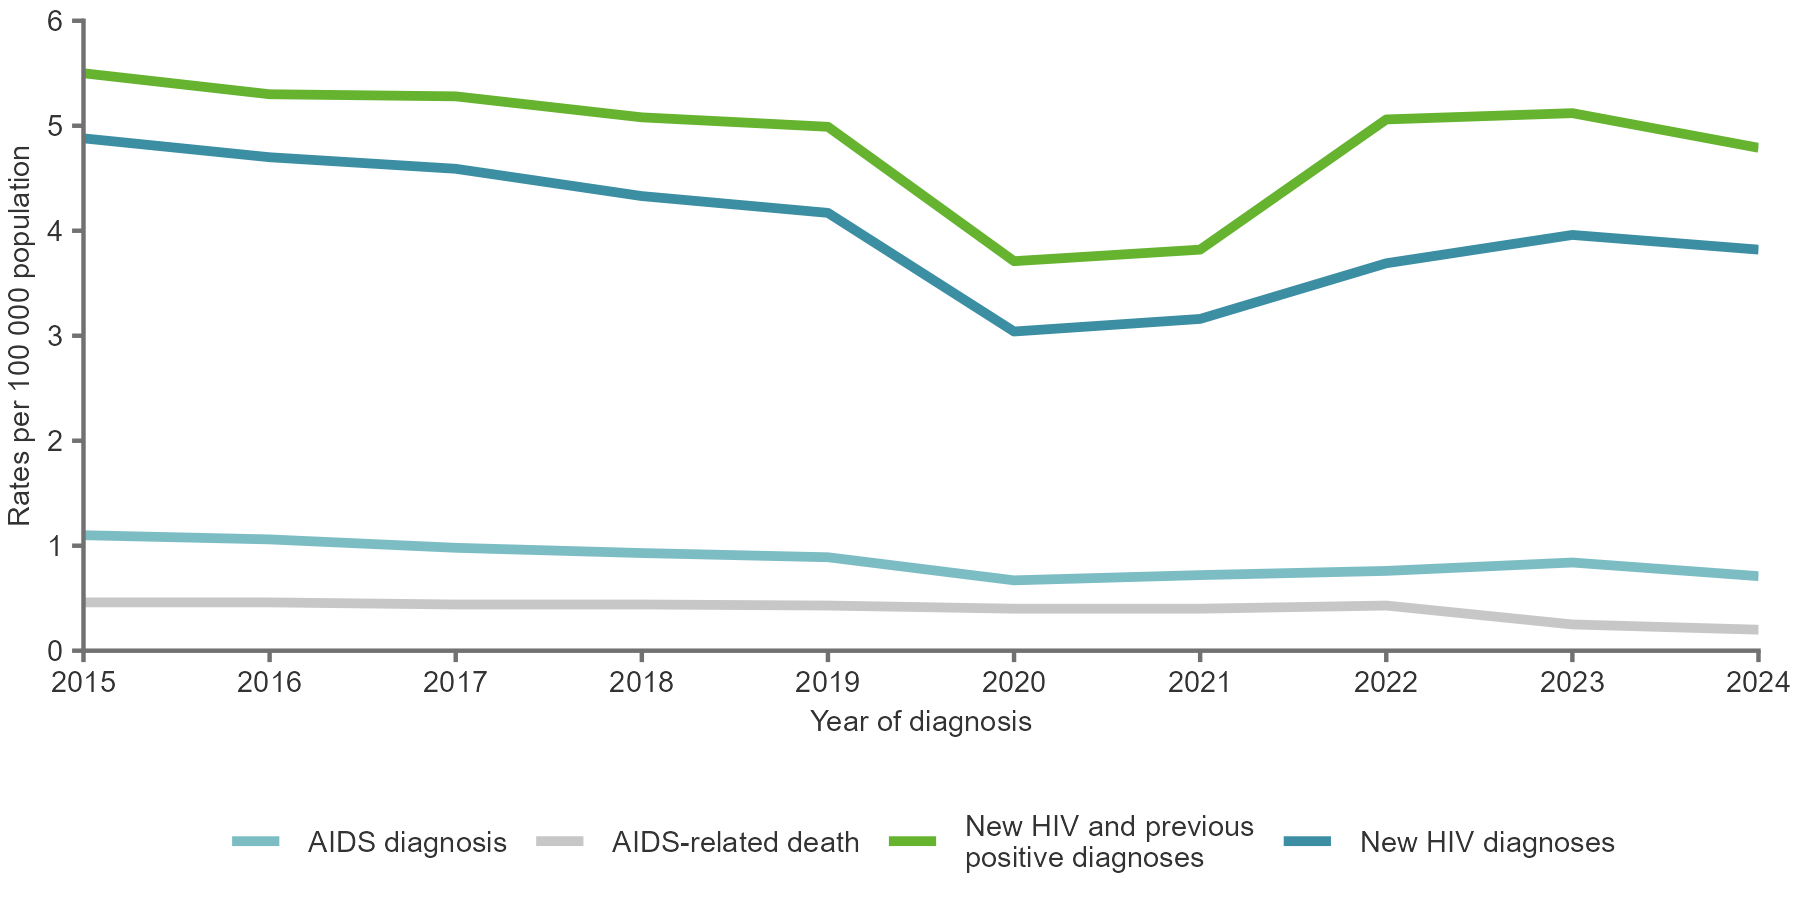 6
5
4
3
2
1
0
Rates per 100 000 population
2015 2016 2017 2018 2019 2020 2021 2022 2023 2024
Year of diagnosis
AIDS diagnosis
AIDS-related death
New HIV and previous
positive diagnoses
New HIV diagnoses